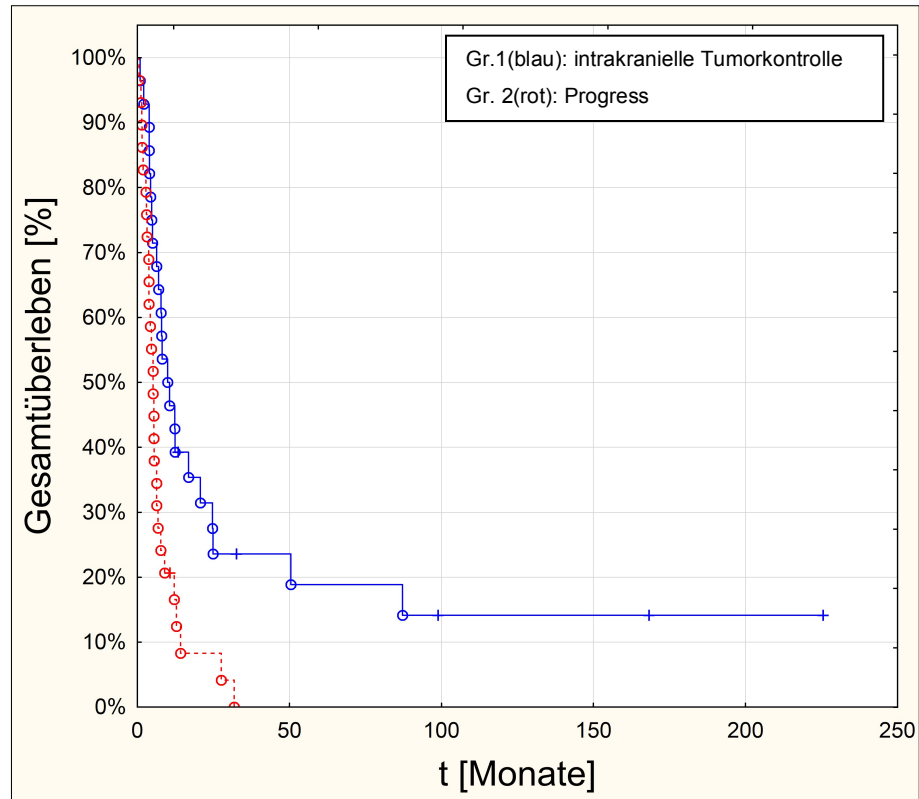 Gr.1(blau): intrakranielle Tumorkontrolle
Gr. 2(rot): Progress
Gesamtüberleben [%]
100%
90%
80%
70%
60%
50%
40%
30%
20%
10%
0%
0 50 100 150 200 250
t [Monate]